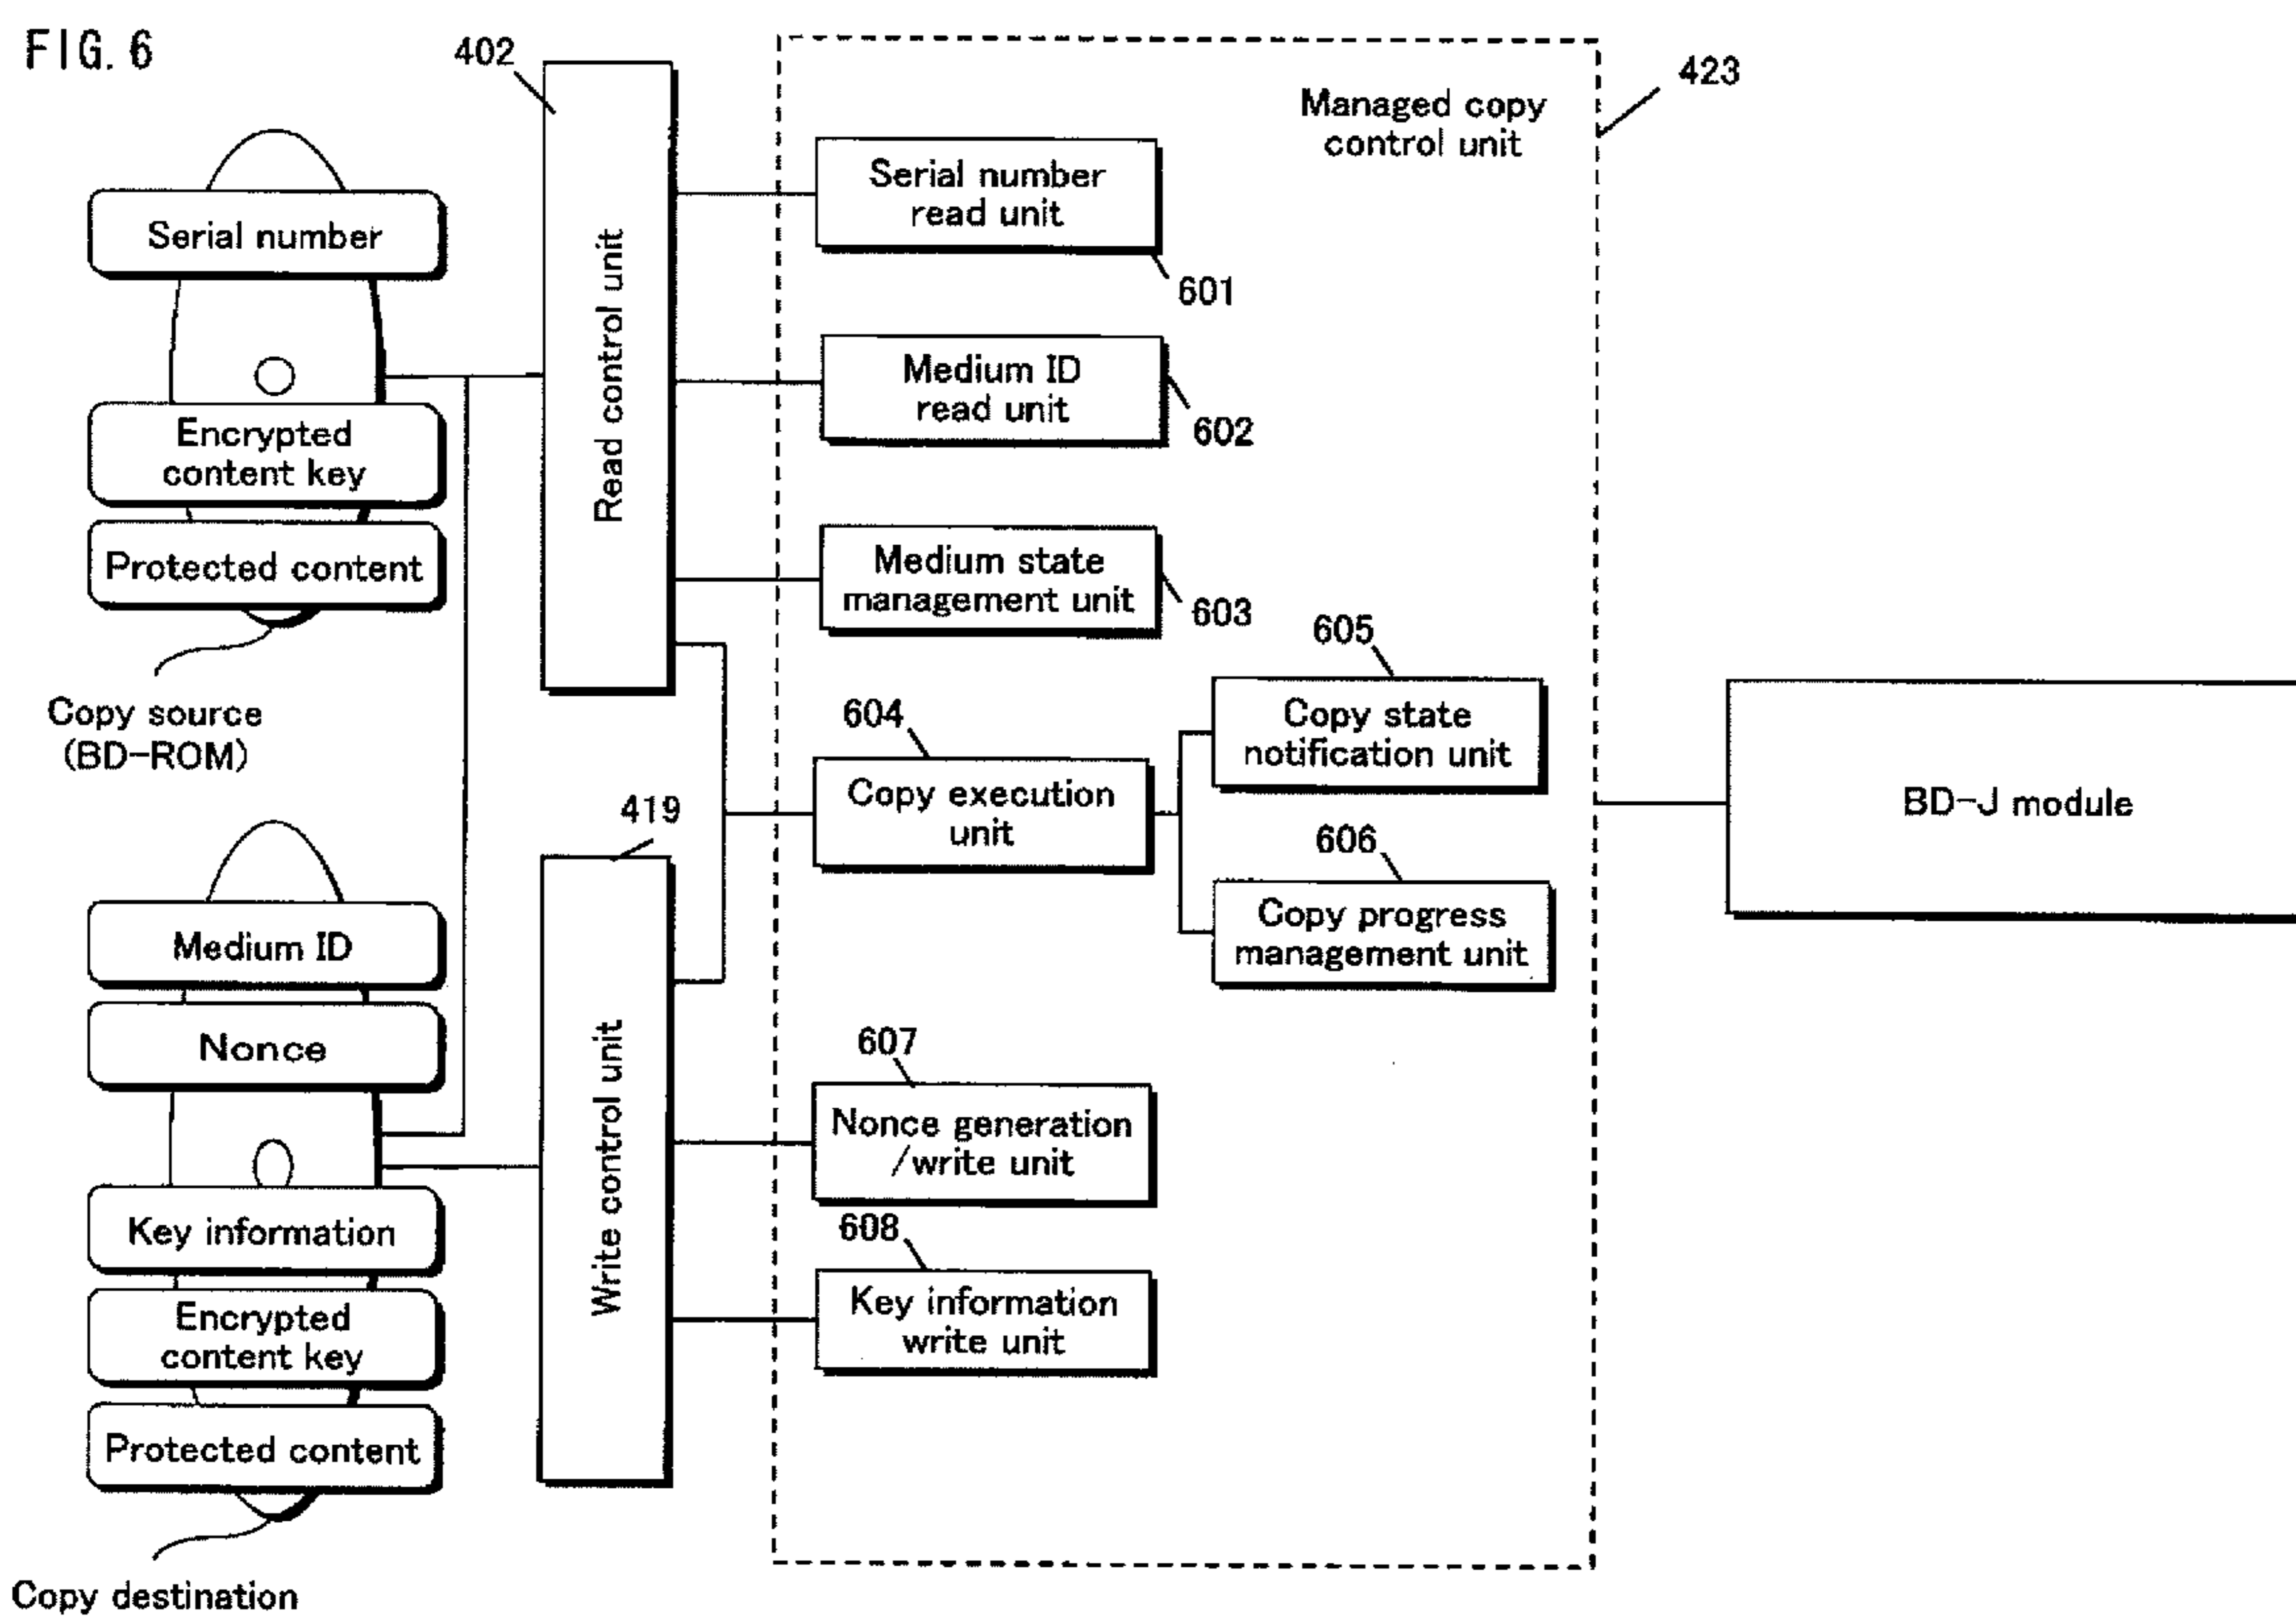 FIG. 6
402
423
Managed copy
control unit
Serial number
Encrypted
content key
Protected content
Copy source
(BD-ROM)
Read control unit
Serial number
read unit
601
Medium ID
read unit
602
Medium state
management unit
603
604
Copy execution
unit
605
Copy state
notification unit
606
Copy progress
management unit
BD-J module
419
Write control unit
607
Nonce generation
/write unit
608
Key information
write unit
Medium ID
Nonce
Key information
Encrypted
content key
Protected content
Copy destination